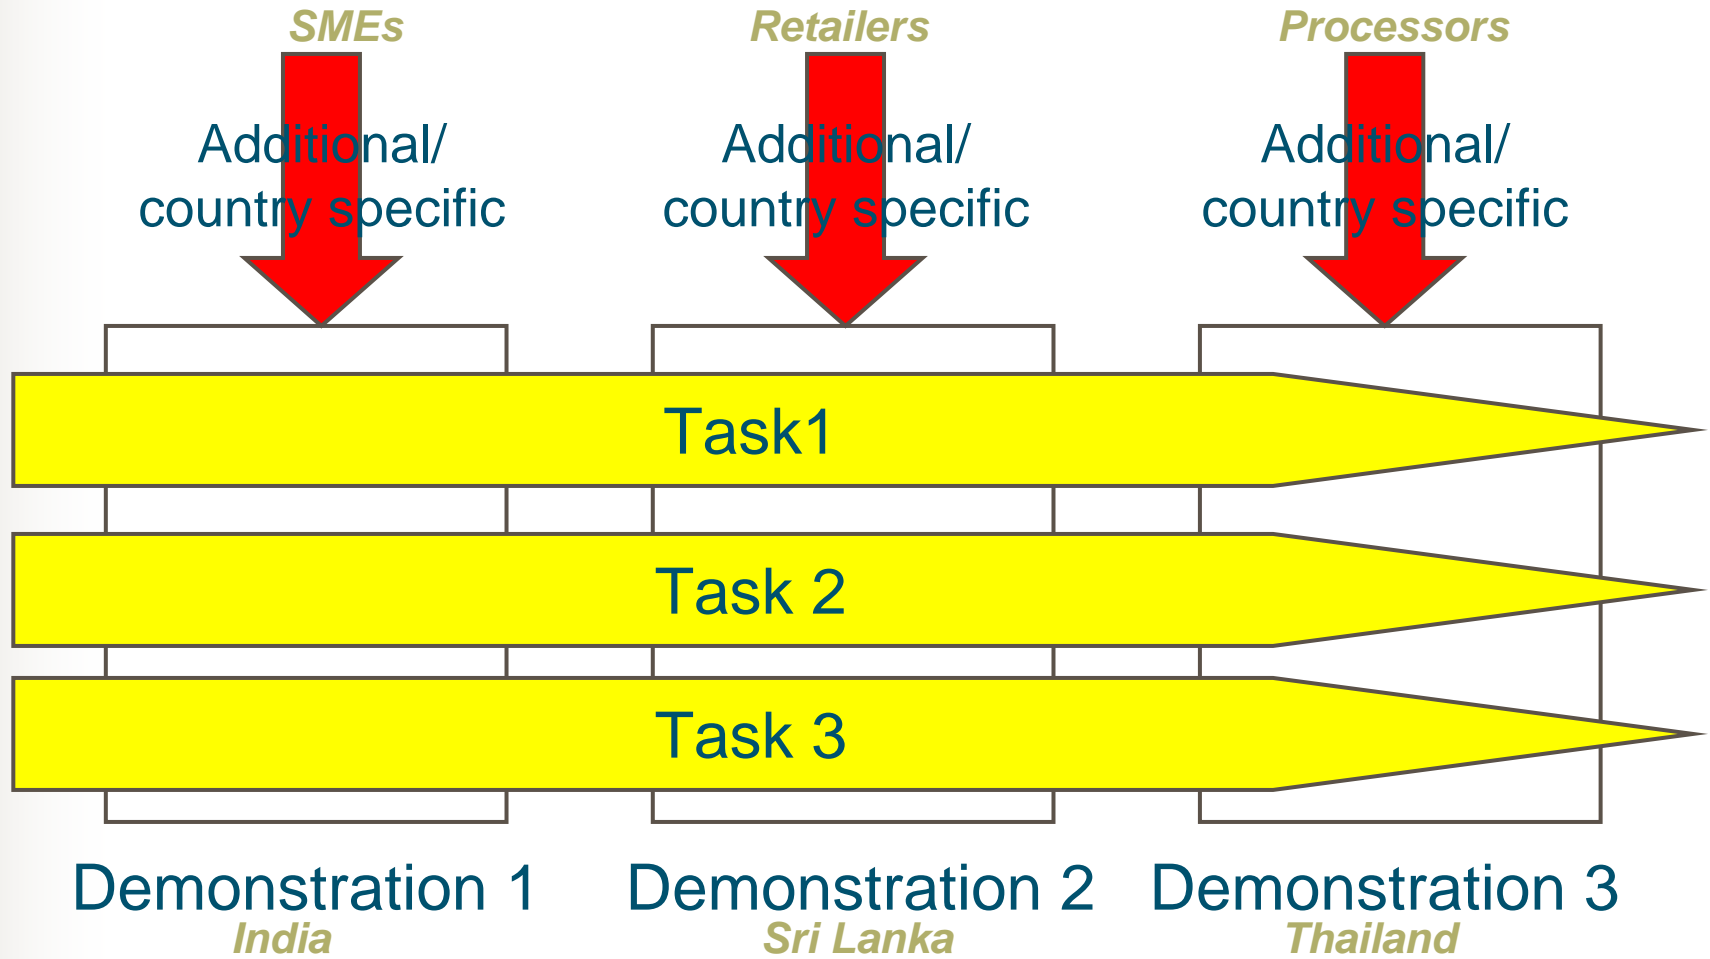 SMEs
Retailers
Processors
Additional/
country specific
Additional/
country specific
Additional/
country specific
Task1
Task 2
Task 3
Demonstration 1
Demonstration 2
Demonstration 3
India
Sri Lanka
Thailand